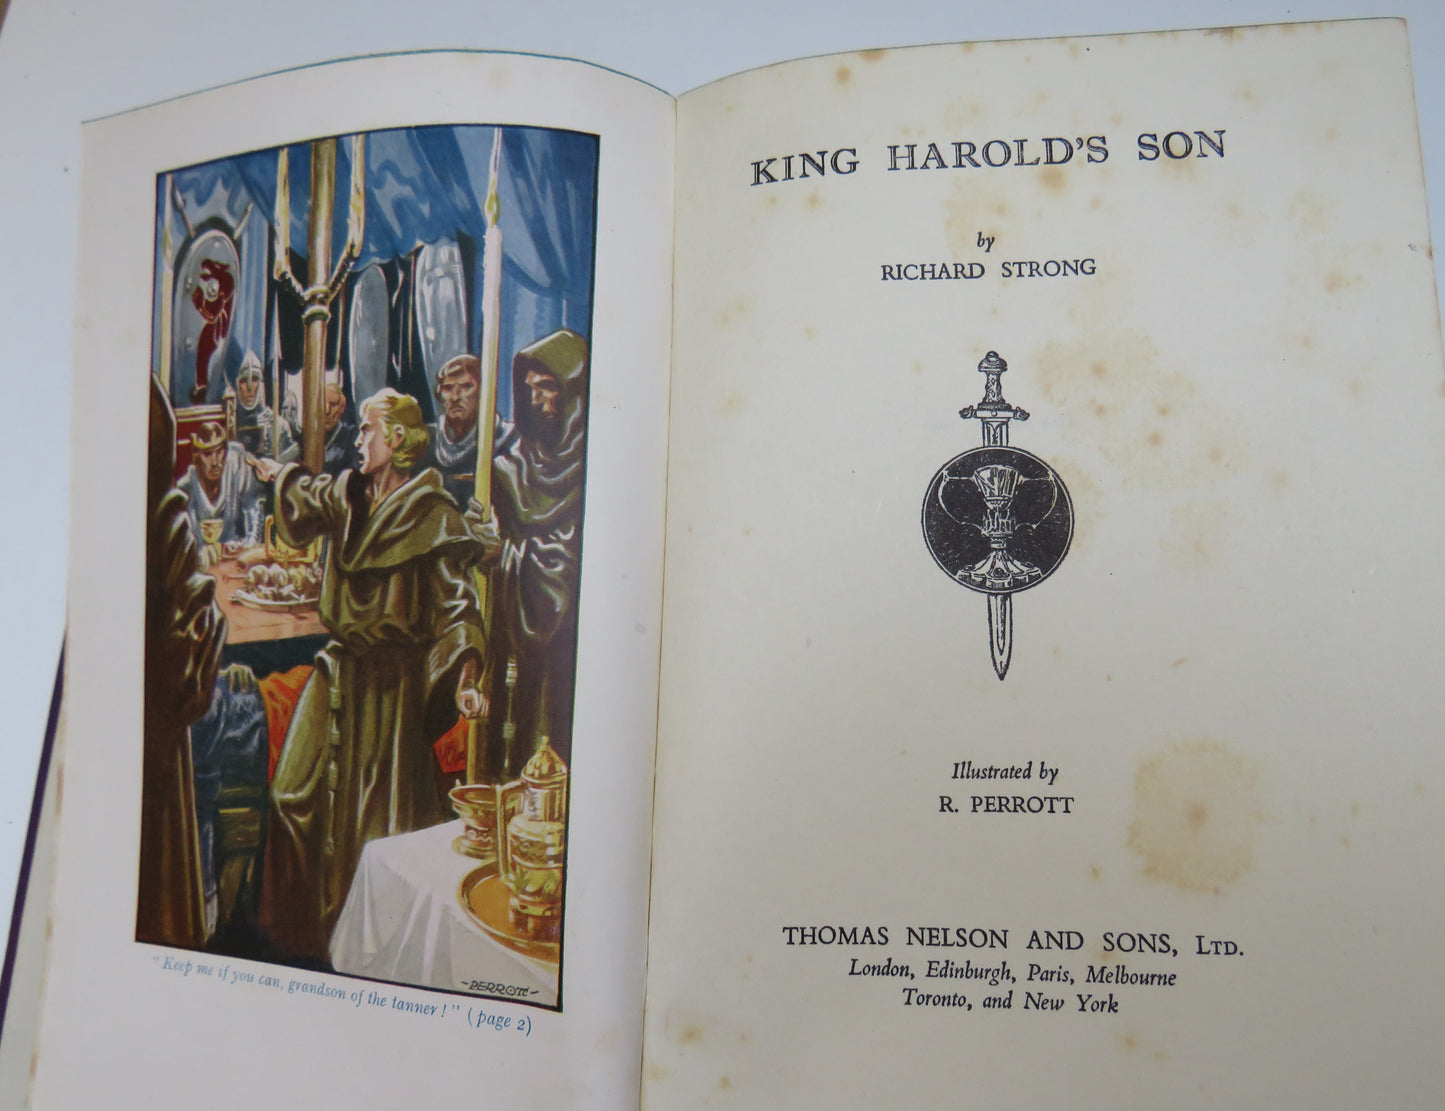 -PERROTT-
"Keep me if you can, grandson of the tanner!" (page 2)
KING HAROLD'S SON
by
RICHARD STRONG
Illustrated by
R. PERROTT
THOMAS NELSON AND SONS, LTD.
London, Edinburgh, Paris, Melbourne
Toronto, and New York